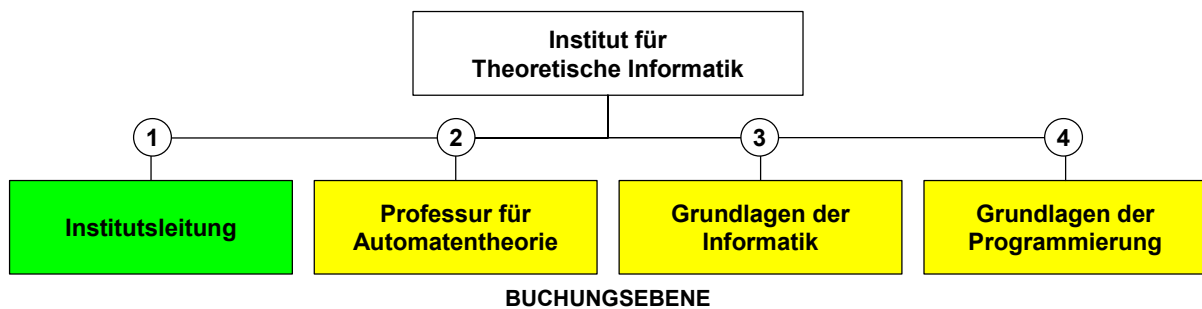 Institut für
Theoretische Informatik
1
2
3
4
Institutsleitung
Professur für
Automatentheorie
Grundlagen der
Informatik
Grundlagen der
Programmierung
BUCHUNGSEBENE